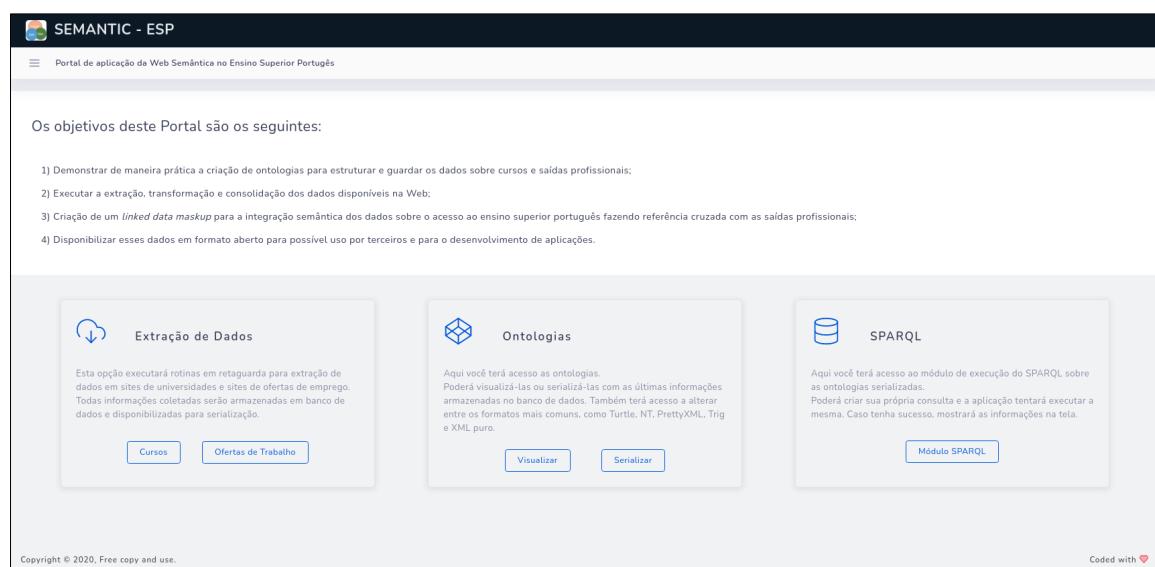 SEMANTIC - ESP
Portal de aplicação da Web Semântica no Ensino Superior Portugês
Os objetivos deste Portal são os seguintes:
1) Demonstrar de maneira prática a criação de ontologias para estruturar e guardar os dados sobre cursos e saídas profissionais;
2) Executar a extração, transformação e consolidação dos dados disponíveis na Web;
3) Criação de um linked data maskup para a integração semântica dos dados sobre o acesso ao ensino superior português fazendo referência cruzada com as saídas profissionais;
4) Disponibilizar esses dados em formato aberto para possível uso por terceiros e para o desenvolvimento de aplicações.
Extração de Dados
Esta opção executará rotinas em retaguarda para extração de
dados em sites de universidades e sites de ofertas de emprego.
Todas informações coletadas serão armazenadas em banco de
dados e disponibilizadas para serialização.
Cursos
Ofertas de Trabalho
Ontologias
Aqui você terá acesso as ontologias.
Poderá visualizá-las ou serializá-las com as últimas informações
armazenadas no banco de dados. Também terá acesso a alterar
entre os formatos mais comuns, como Turtle, NT, PrettyXML, Trig
e XML puro.
Visualizar
Serializar
SPARQL
Aqui você terá acesso ao módulo de execução do SPARQL sobre
as ontologias serializadas.
Poderá criar sua própria consulta e a aplicação tentará executar a
mesma. Caso tenha sucesso, mostrará as informações na tela.
Módulo SPARQL
Copyright © 2020, Free copy and use.
Coded with